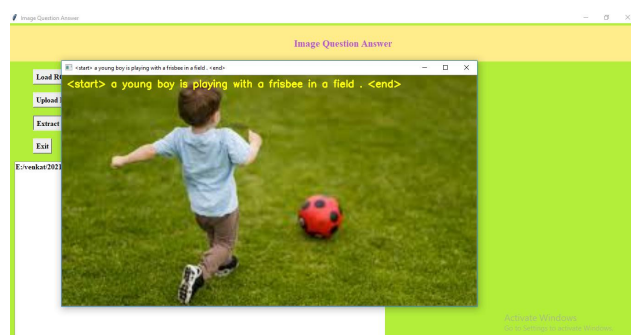 Image Question Answer
Image Question Answer
<start> a young boy is playing with a frisbee in a field . <end>
<start> a young boy is playing with a frisbee in a field . <end>
Load
Upload
Extract
Exit
E:/venkat/2021
Activate Windows
Go to Settings to activate Windows.